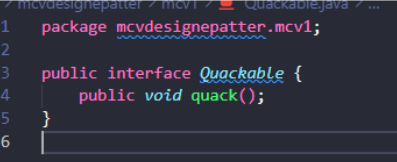 mcvdesignepatter > mcv1 > Quackable.java > ...
1 package mcvdesignepatter.mcv1;
2
3 public interface Quackable {
4 public void quack();
5 }
6